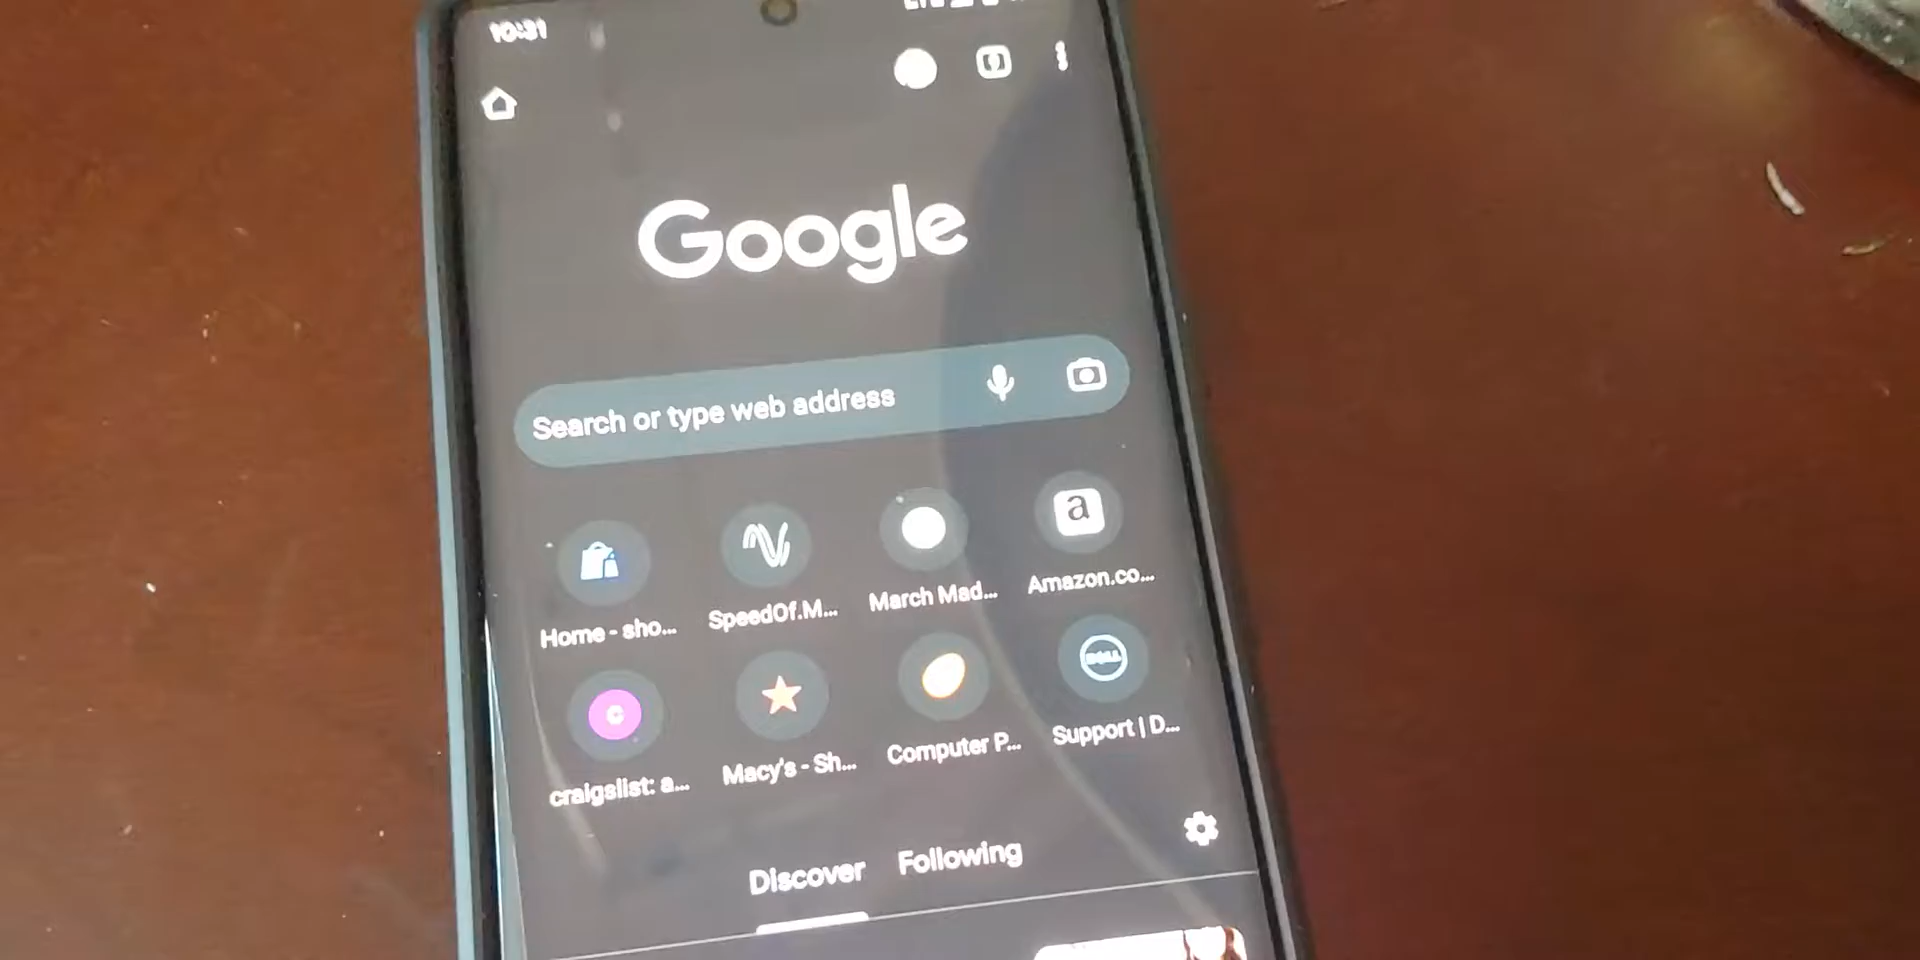 10:31
Google
Search or type web address
a
Home - sho...
SpeedOf.M...
March Mad...
Amazon.co...
c
DELL
craigslist: a...
Macy's - Sh...
Computer P...
Support | D...
Discover
Following